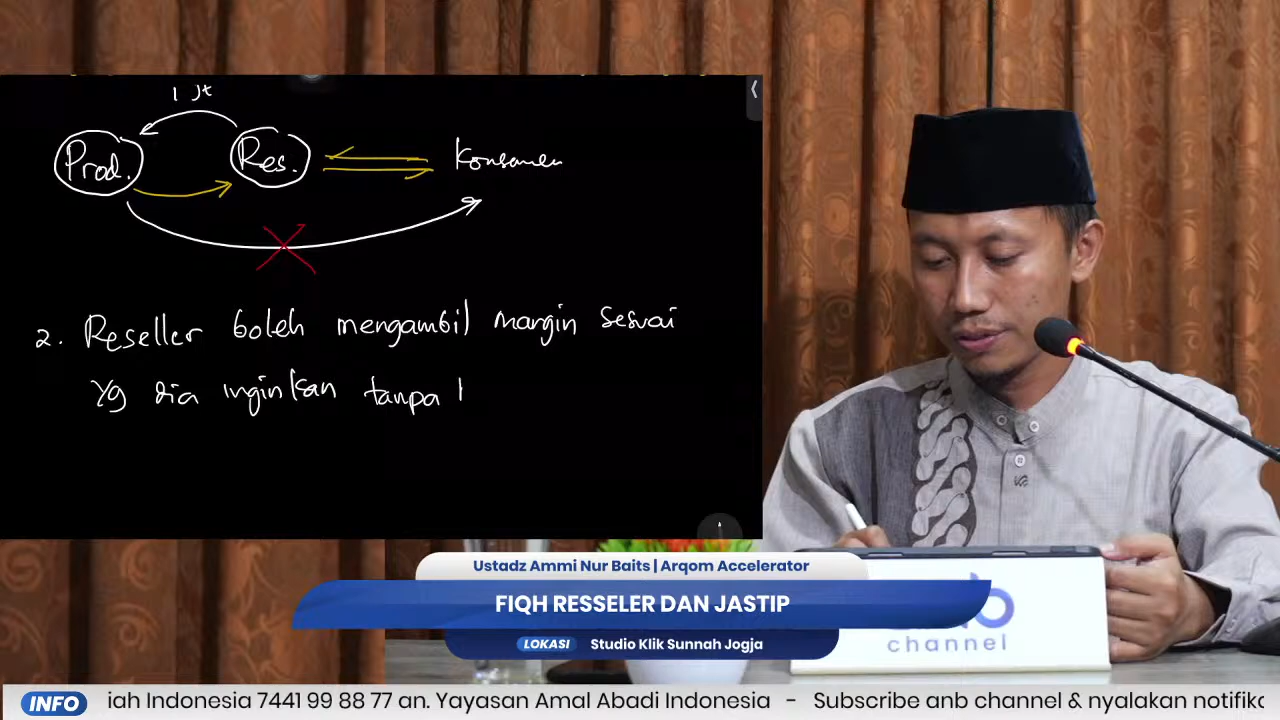 1 Jt
Prod.
Res.
Konsumen
2. Reseller boleh mengambil margin sesuai
yg dia inginkan tanpa
Ustadz Ammi Nur Baits | Arqom Accelerator
FIQH RESSELER DAN JASTIP
LOKASI Studio Klik Sunnah Jogja
channel
INFO iah Indonesia 7441 99 88 77 an. Yayasan Amal Abadi Indonesia - Subscribe anb channel & nyalakan notifika